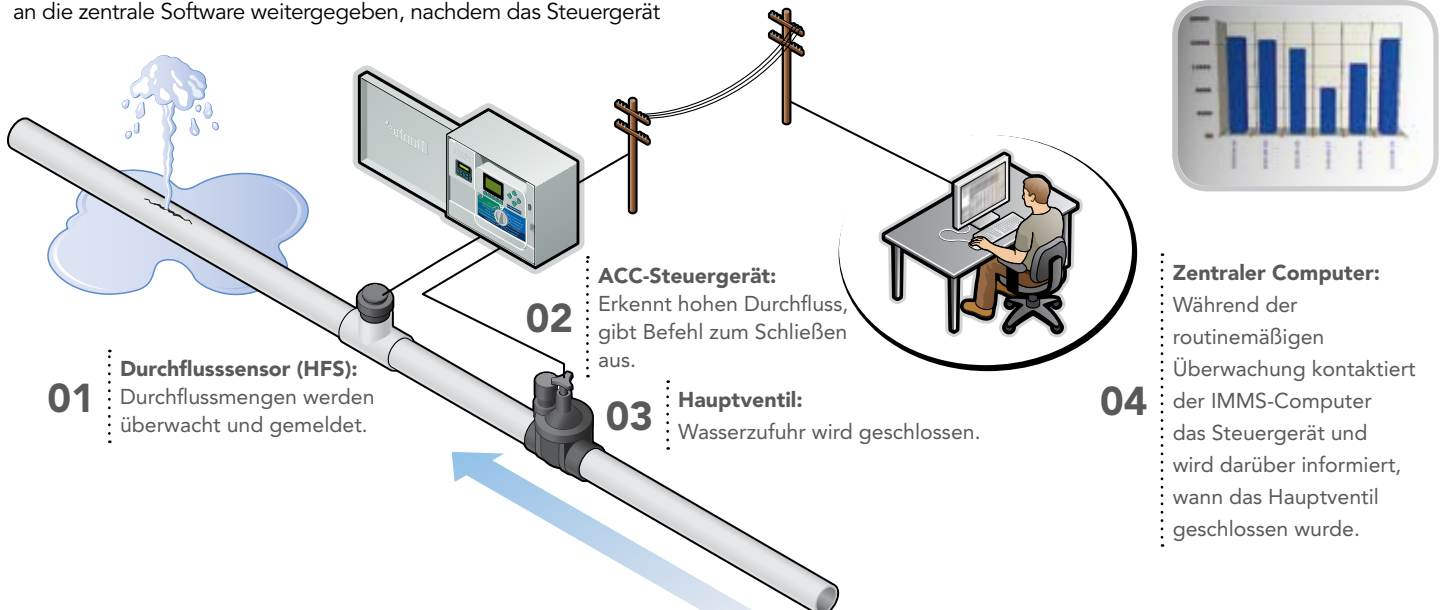 an die zentrale Software weitergegeben, nachdem das Steuergerät
01
Durchflusssensor (HFS):
Durchflussmengen werden
überwacht und gemeldet.
02
ACC-Steuergerät:
Erkennt hohen Durchfluss,
gibt Befehl zum Schließen
aus.
03
Hauptventil:
Wasserzufuhr wird geschlossen.
04
Zentraler Computer:
Während der
routinemäßigen
Überwachung kontaktiert
der IMMS-Computer
das Steuergerät und
wird darüber informiert,
wann das Hauptventil
geschlossen wurde.